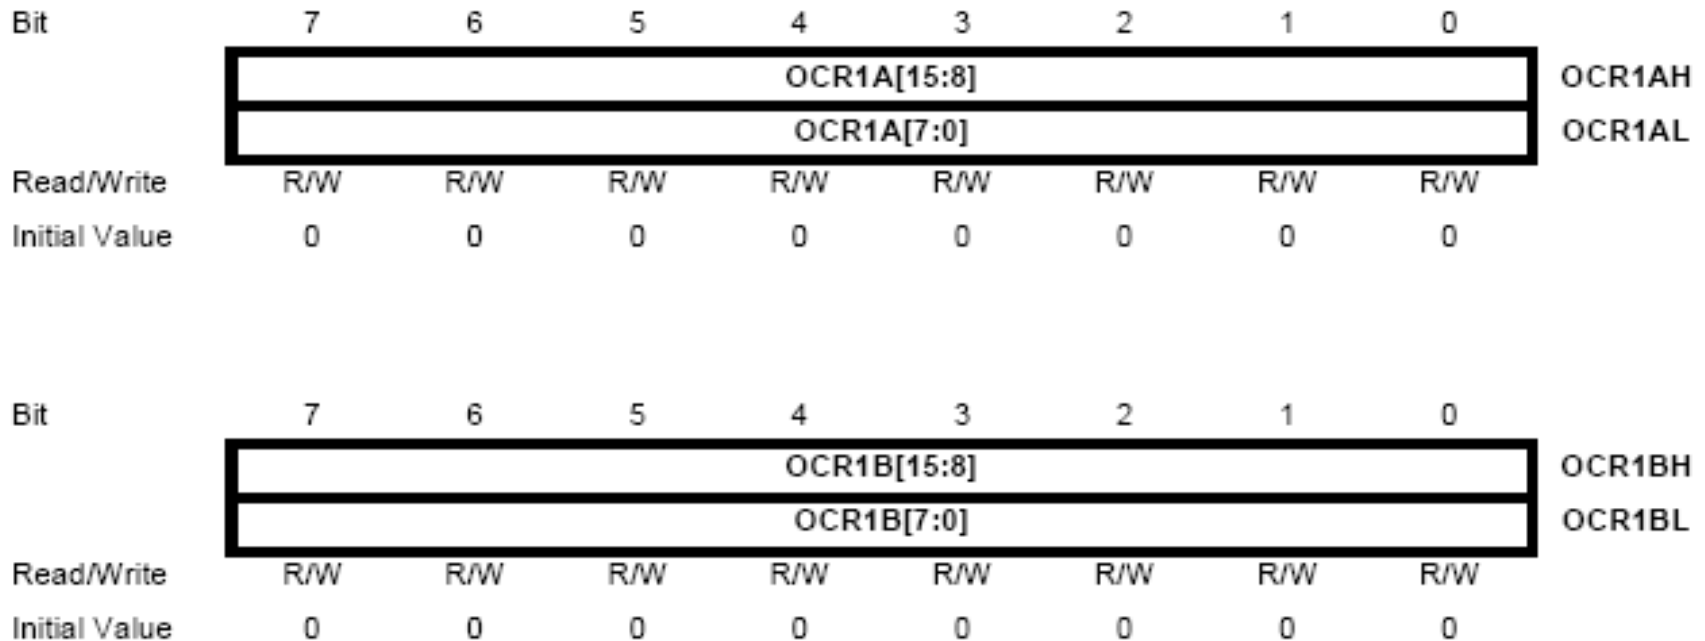 Bit 7 6 5 4 3 2 1 0
OCR1A[15:8] OCR1AH
OCR1A[7:0] OCR1AL
Read/Write R/W R/W R/W R/W R/W R/W R/W R/W
Initial Value 0 0 0 0 0 0 0 0
Bit 7 6 5 4 3 2 1 0
OCR1B[15:8] OCR1BH
OCR1B[7:0] OCR1BL
Read/Write R/W R/W R/W R/W R/W R/W R/W R/W
Initial Value 0 0 0 0 0 0 0 0